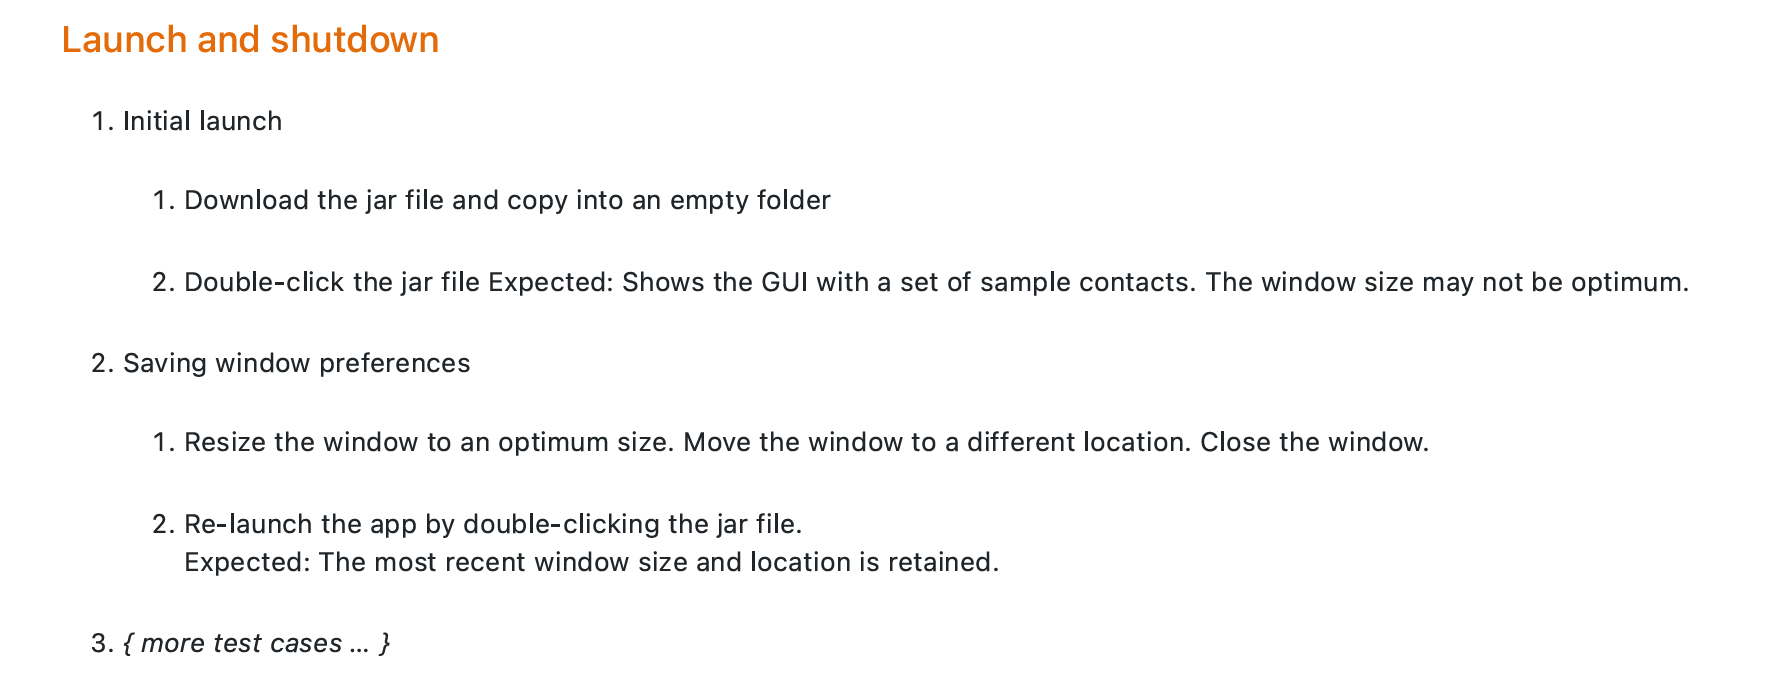 Launch and shutdown
1. Initial launch
1. Download the jar file and copy into an empty folder
2. Double-click the jar file Expected: Shows the GUI with a set of sample contacts. The window size may not be optimum.
2. Saving window preferences
1. Resize the window to an optimum size. Move the window to a different location. Close the window.
2. Re-launch the app by double-clicking the jar file.
Expected: The most recent window size and location is retained.
3. { more test cases … }